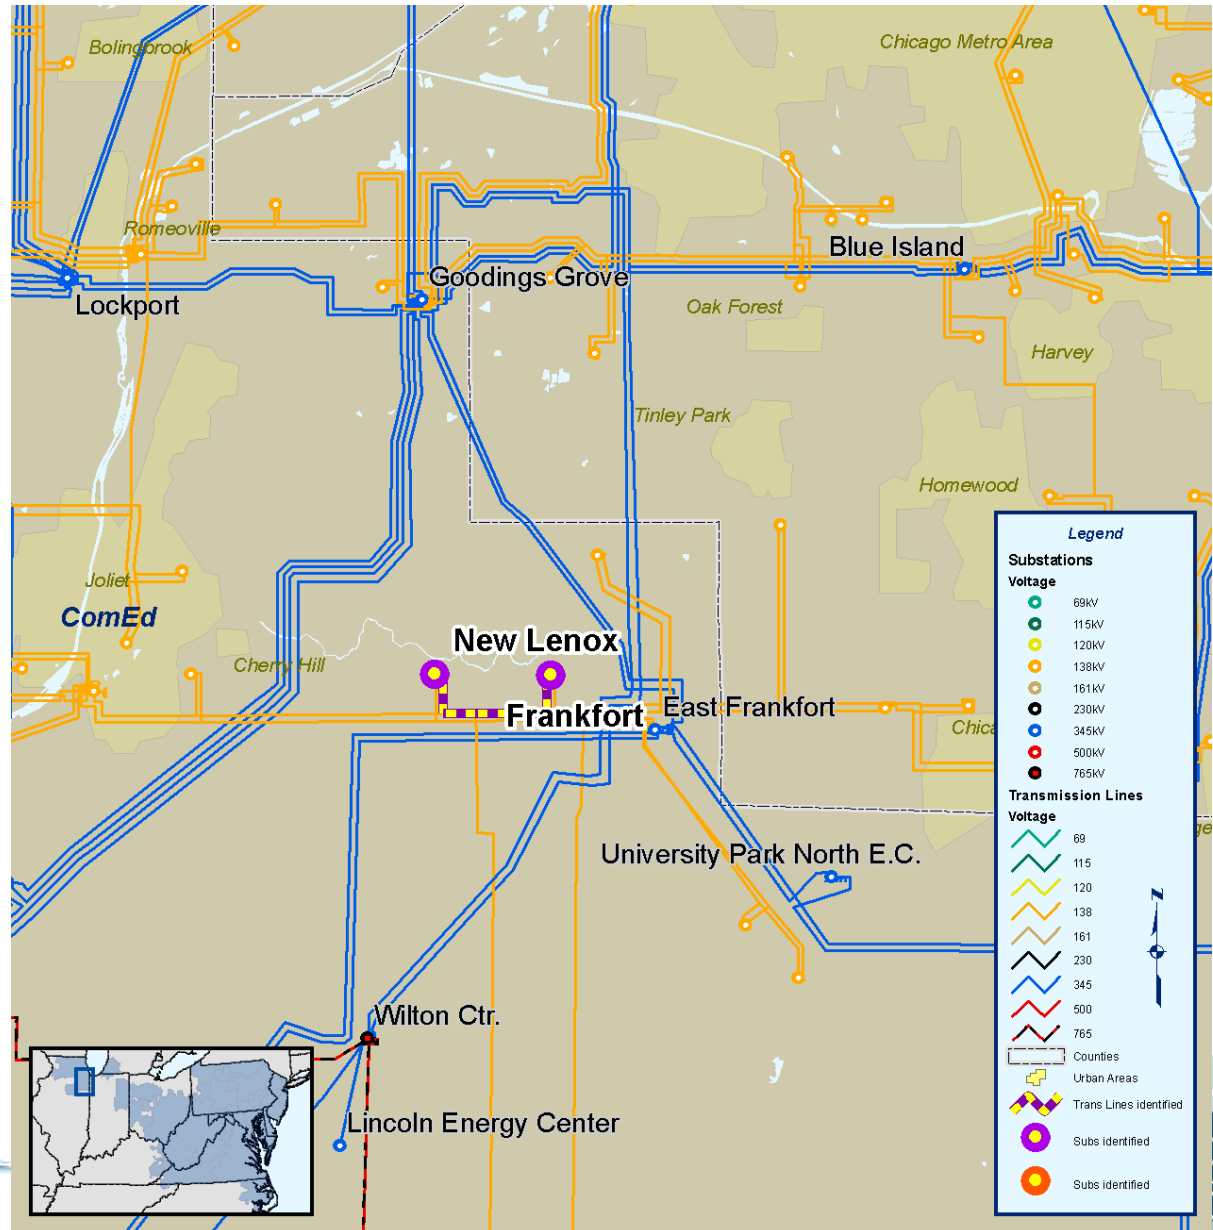 Bolingbrook
Chicago Metro Area
Romeoville
Blue Island
Goodings Grove
Lockport
Oak Forest
Harvey
Tinley Park
Homewood
Joliet
ComEd
New Lenox
Cherry Hill
Frankfort
East Frankfort
Chica
University Park North E.C.
Wilton Ctr.
Lincoln Energy Center
Legend
Substations
Voltage
69kV
115kV
120kV
138kV
161kV
230kV
345kV
500kV
765kV
Transmission Lines
Voltage
69
115
120
138
161
230
345
500
765
Counties
Urban Areas
Trans Lines identified
Subs identified
Subs identified
N